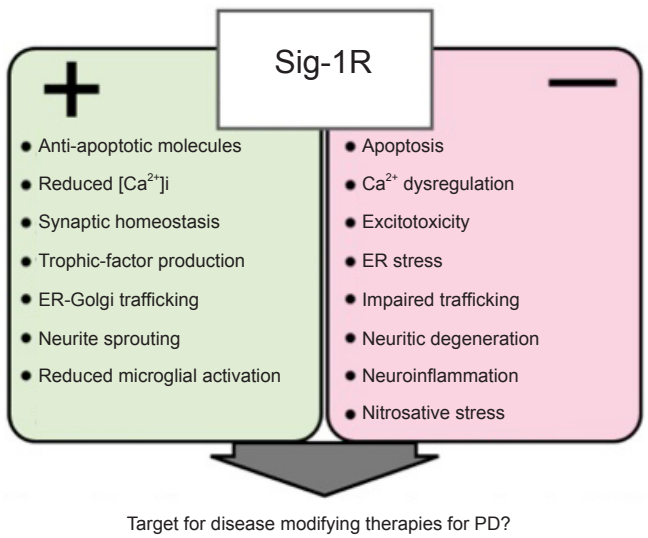 Sig-1R
+
• Anti-apoptotic molecules
• Reduced [Ca²⁺]i
• Synaptic homeostasis
• Trophic-factor production
• ER-Golgi trafficking
• Neurite sprouting
• Reduced microglial activation
—
• Apoptosis
• Ca²⁺ dysregulation
• Excitotoxicity
• ER stress
• Impaired trafficking
• Neuritic degeneration
• Neuroinflammation
• Nitrosative stress
Target for disease modifying therapies for PD?